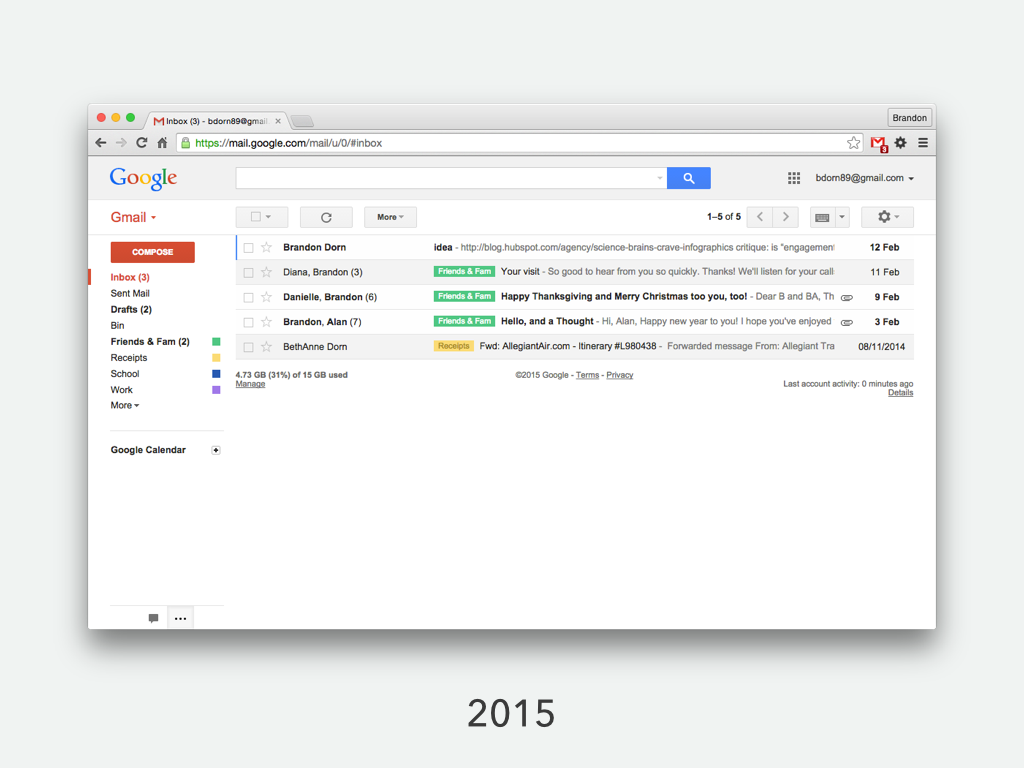 Inbox (3) - bdorn89@gmail.
Brandon
https://mail.google.com/mail/u/0/#inbox
3
Google
bdorn89@gmail.com
Gmail
More
1–5 of 5
COMPOSE
Inbox (3)
Sent Mail
Drafts (2)
Bin
Friends & Fam (2)
Receipts
School
Work
More
Google Calendar
Brandon Dorn idea - http://blog.hubspot.com/agency/science-brains-crave-infographics critique: is "engagement 12 Feb
Diana, Brandon (3) Friends & Fam Your visit - So good to hear from you so quickly. Thanks! We'll listen for your call 11 Feb
Danielle, Brandon (6) Friends & Fam Happy Thanksgiving and Merry Christmas too you, too! - Dear B and BA, Th 9 Feb
Brandon, Alan (7) Friends & Fam Hello, and a Thought - Hi, Alan, Happy new year to you! I hope you've enjoyed 3 Feb
BethAnne Dorn Receipts Fwd: AllegiantAir.com - Itinerary #L980438 - Forwarded message From: Allegiant Tra 08/11/2014
4.73 GB (31%) of 15 GB used
Manage
©2015 Google - Terms - Privacy
Last account activity: 0 minutes ago
Details
2015